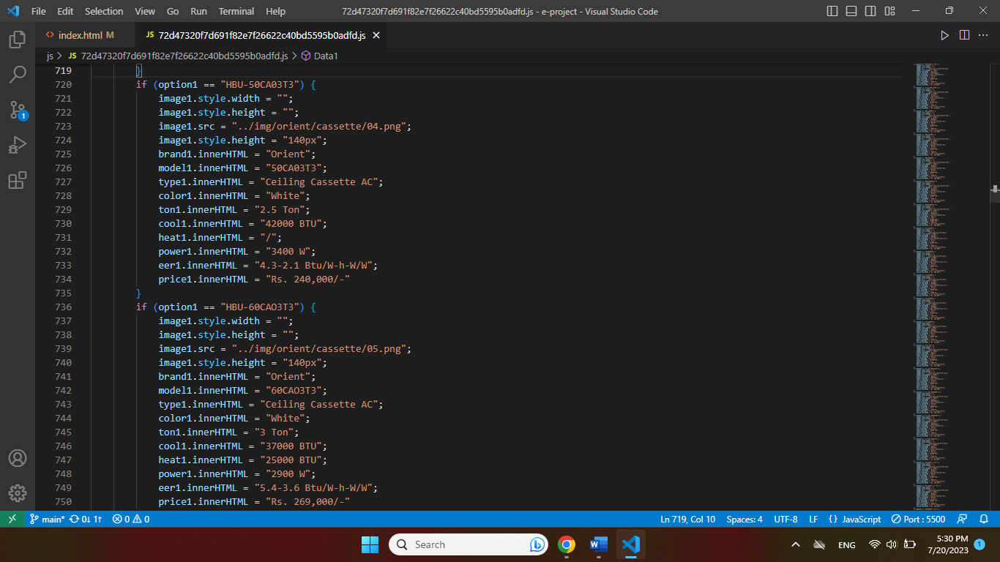 File Edit Selection View Go Run Terminal Help 72d47320f7d691f82e7f26622c40bd5595b0adfd.js - e-project - Visual Studio Code
index.html M JS 72d47320f7d691f82e7f26622c40bd5595b0adfd.js
js > JS 72d47320f7d691f82e7f26622c40bd5595b0adfd.js > Data1
719 }
720 if (option1 == "HBU-50CA03T3") {
721 image1.style.width = "";
722 image1.style.height = "";
723 image1.src = "../img/orient/cassette/04.png";
724 image1.style.height = "140px";
725 brand1.innerHTML = "Orient";
726 model1.innerHTML = "50CA03T3";
727 type1.innerHTML = "Ceiling Cassette AC";
728 color1.innerHTML = "White";
729 ton1.innerHTML = "2.5 Ton";
730 cool1.innerHTML = "42000 BTU";
731 heat1.innerHTML = "/";
732 power1.innerHTML = "3400 W";
733 eer1.innerHTML = "4.3-2.1 Btu/W-h-W/W";
734 price1.innerHTML = "Rs. 240,000/-"
735 }
736 if (option1 == "HBU-60CAO3T3") {
737 image1.style.width = "";
738 image1.style.height = "";
739 image1.src = "../img/orient/cassette/05.png";
740 image1.style.height = "140px";
741 brand1.innerHTML = "Orient";
742 model1.innerHTML = "60CAO3T3";
743 type1.innerHTML = "Ceiling Cassette AC";
744 color1.innerHTML = "White";
745 ton1.innerHTML = "3 Ton";
746 cool1.innerHTML = "37000 BTU";
747 heat1.innerHTML = "25000 BTU";
748 power1.innerHTML = "2900 W";
749 eer1.innerHTML = "5.4-3.6 Btu/W-h-W/W";
750 price1.innerHTML = "Rs. 269,000/-"
1
main* 0↓ 1↑ 0 0 Ln 719, Col 10 Spaces: 4 UTF-8 LF {} JavaScript Port : 5500
Search ENG 5:30 PM
7/20/2023 1